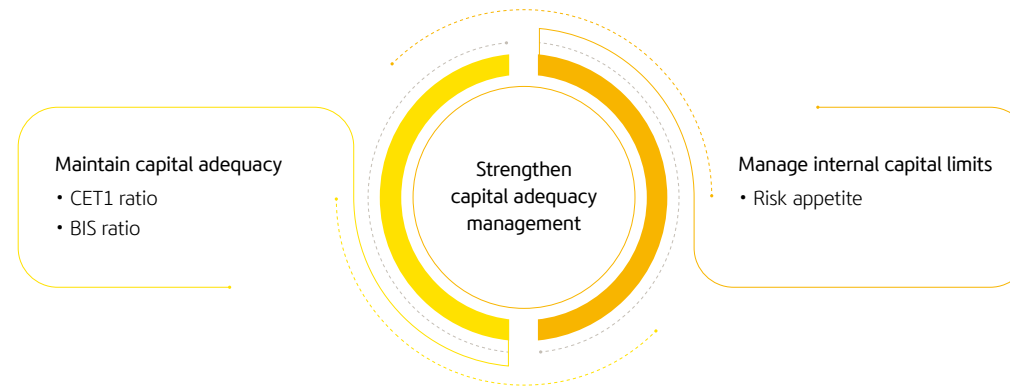 Maintain capital adequacy
• CET1 ratio
• BIS ratio
Strengthen
capital adequacy
management
Manage internal capital limits
• Risk appetite